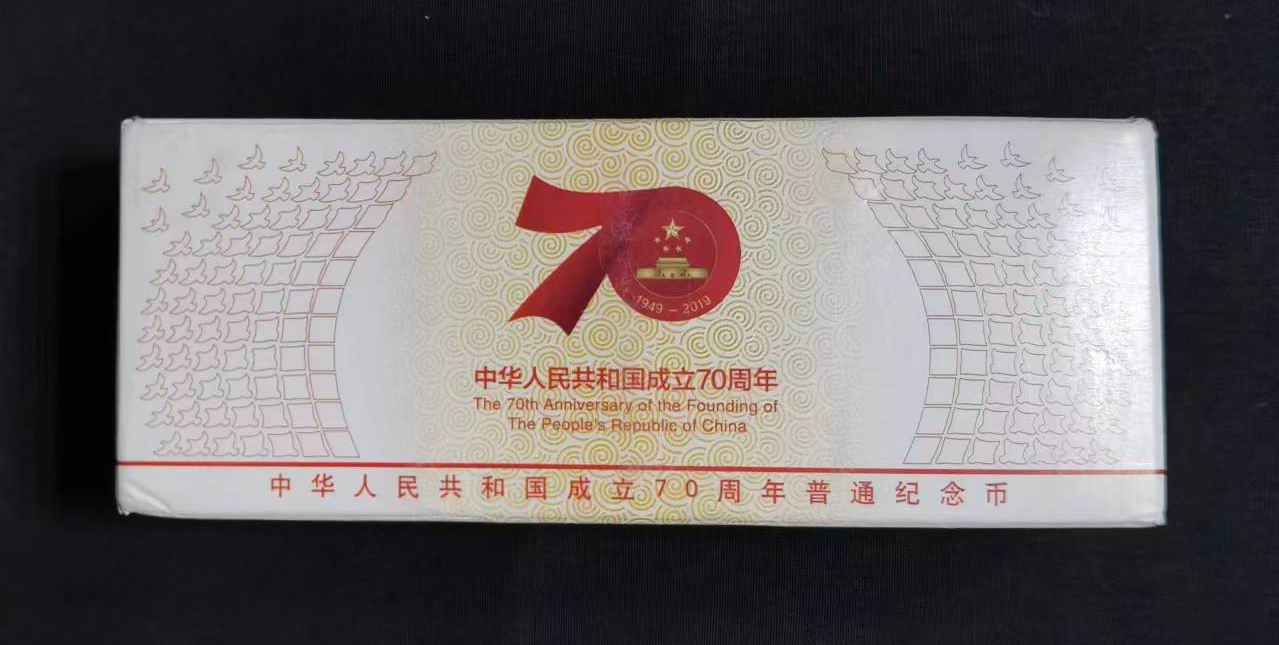 70
1949 – 2019
中华人民共和国成立70周年
The 70th Anniversary of the Founding of
The People's Republic of China
中华人民共和国成立70周年普通纪念币